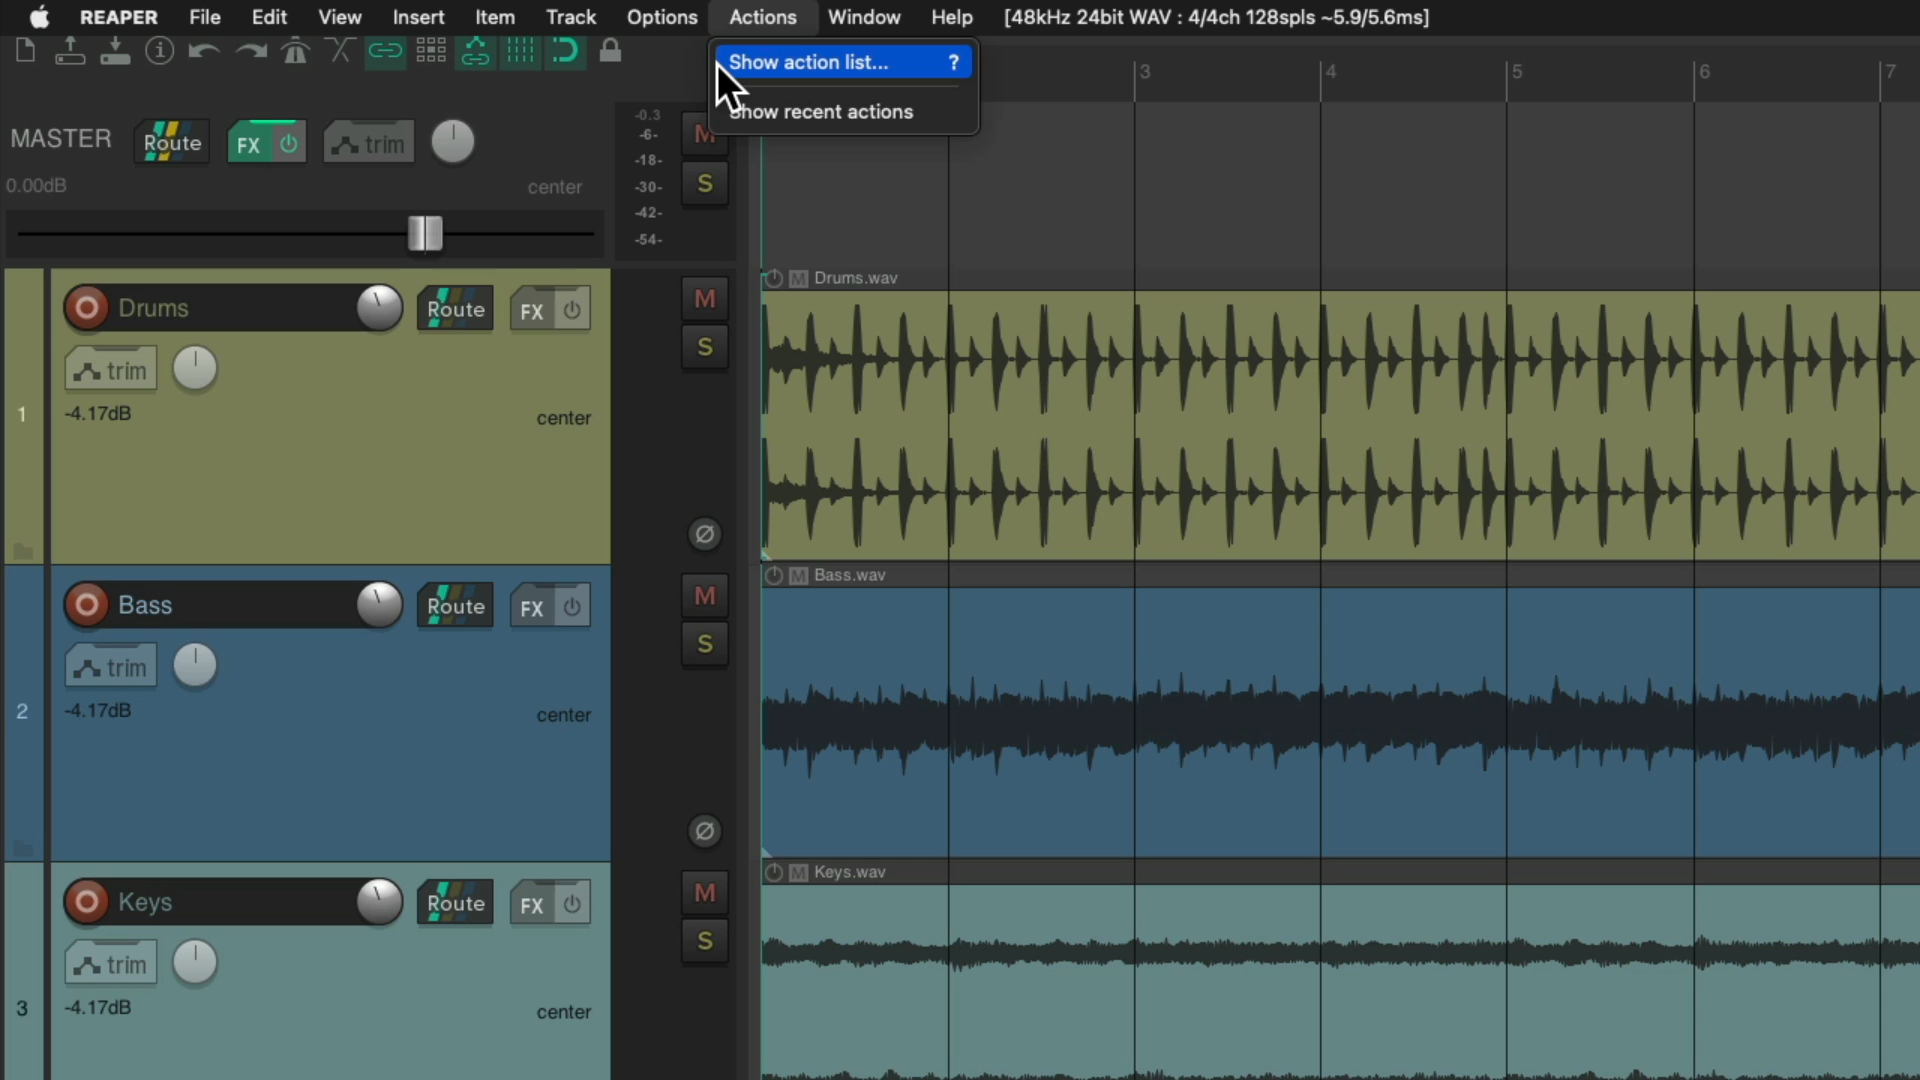 REAPER File Edit View Insert Item Track Options Actions Window Help [48kHz 24bit WAV : 4/4ch 128spls ~5.9/5.6ms]
Show action list... ?
Show recent actions
3 4 5 6 7
MASTER Route FX trim
0.00dB center
-0.3
-6-
-18-
-30-
-42-
-54-
M
S
Drums.wav
M
1
Drums Route FX
M
S
trim
-4.17dB center
Bass.wav
M
2
Bass Route FX
M
S
trim
-4.17dB center
Keys.wav
M
3
Keys Route FX
M
S
trim
-4.17dB center